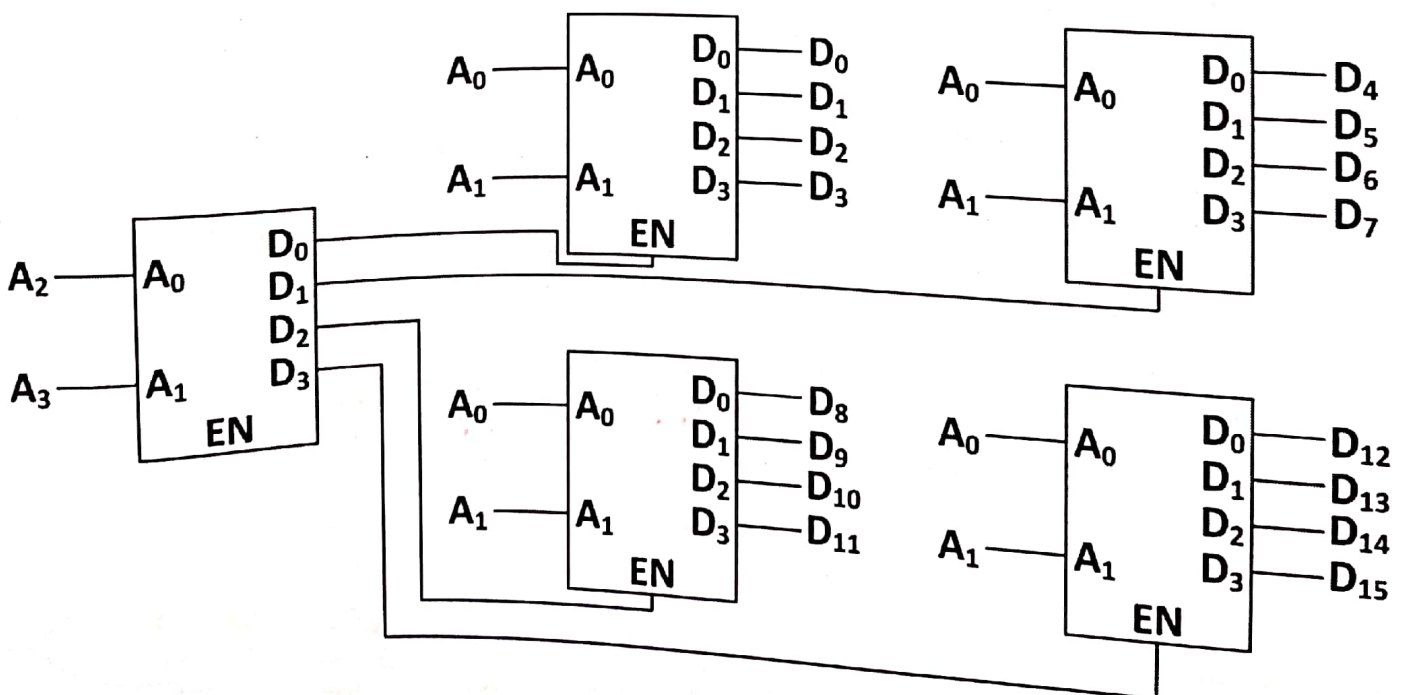 A₂
A₃
A₀
A₁
D₀
D₁
D₂
D₃
EN
A₀
A₁
A₀
A₁
D₀
D₁
D₂
D₃
EN
D₀
D₁
D₂
D₃
A₀
A₁
A₀
A₁
D₀
D₁
D₂
D₃
EN
D₄
D₅
D₆
D₇
A₀
A₁
A₀
A₁
D₀
D₁
D₂
D₃
EN
D₈
D₉
D₁₀
D₁₁
A₀
A₁
A₀
A₁
D₀
D₁
D₂
D₃
EN
D₁₂
D₁₃
D₁₄
D₁₅